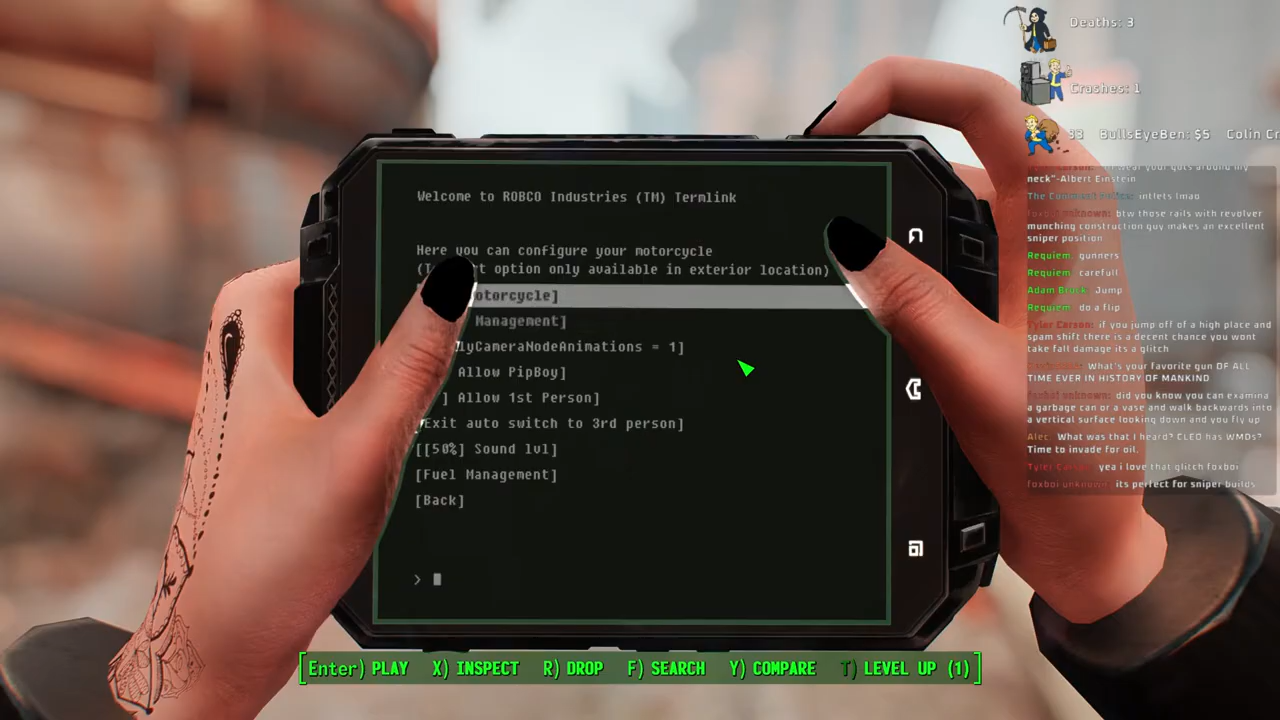 Welcome to ROBCO Industries (TM) Termlink
Here you can configure your motorcycle
option only available in exterior location)
otorcycle]
Management]
lyCameraNodeAnimations = 1]
Allow PipBoy]
] Allow 1st Person]
Exit auto switch to 3rd person]
[[50%] Sound lvl]
[Fuel Management]
[Back]
>
Enter) PLAY X) INSPECT R) DROP F) SEARCH Y) COMPARE T) LEVEL UP (1)
Deaths: 3
Crashes: 1
33 BullsEyeBen: $5 Colin Cr
wear your guts around my
neck"-Albert Einstein
intlets lmao
foxboi unknown: btw those rails with revolver
munching construction guy makes an excellent
sniper position
Requiem: gunners
Requiem: carefull
Adam Brock: Jump
Requiem: do a flip
Tyler Carson: if you jump off of a high place and
spam shift there is a decent chance you wont
take fall damage its a glitch
What's your favorite gun OF ALL
TIME EVER IN HISTORY OF MANKIND
foxboi unknown: did you know you can examina
a garbage can or a vase and walk backwards into
a vertical surface looking down and you fly up
Alec: What was that I heard? CLEO has WMDs?
Time to invade for oil.
Tyler Carson: yea i love that glitch foxboi
foxboi unknown: its perfect for sniper builds